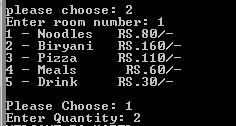 please choose: 2
Enter room number: 1
1 - Noodles   RS.80/-
2 - Biryani   RS.160/-
3 - Pizza     RS.110/-
4 - Meals      RS.60/-
5 - Drink     RS.30/-
Please Choose: 1
Enter Quantity: 2